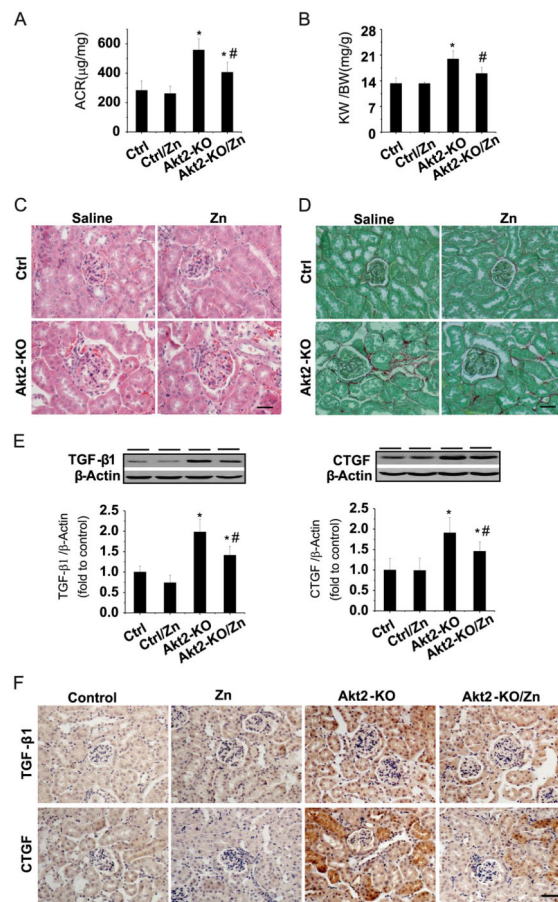 A
ACR(µg/mg)
600
400
200
0
*
*#
Ctrl
Ctrl/Zn
Akt2-KO
Akt2-KO/Zn
B
KW /BW(mg/g)
28
21
14
7
0
*
#
Ctrl
Ctrl/Zn
Akt2-KO
Akt2-KO/Zn
C
Saline Zn
Ctrl
Akt2-KO
D
Saline Zn
Ctrl
Akt2-KO
E
TGF-β1
β-Actin
TGF-β1/β-Actin
(fold to control)
2.5
2.0
1.5
1.0
0.5
0.0
*
*#
Ctrl
Ctrl/Zn
Akt2-KO
Akt2-KO/Zn
CTGF
β-Actin
CTGF /β-Actin
(fold to control)
2.5
2.0
1.5
1.0
0.5
0.0
*
*#
Ctrl
Ctrl/Zn
Akt2-KO
Akt2-KO/Zn
F
Control Zn Akt2-KO Akt2-KO/Zn
TGF-β1
CTGF